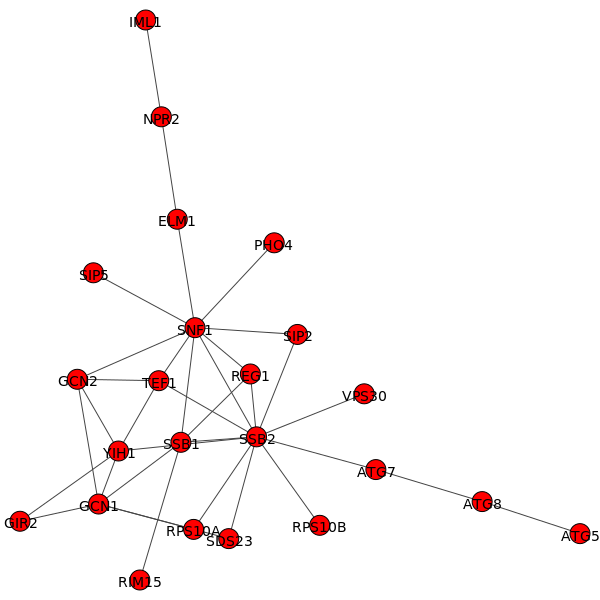 IML1
NPR2
ELM1
PHO4
SIP5
SNF1
SIP2
GCN2
TEF1
REG1
VPS30
SSB2
SSB1
YIH1
ATG7
GCN1
ATG8
GIR2
RPS10A
RPS10B
SDS23
ATG5
RIM15